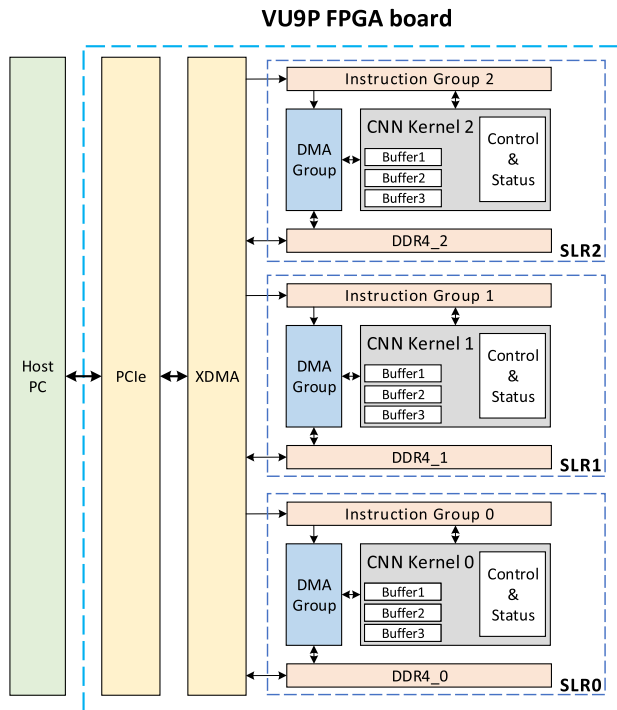 VU9P FPGA board
Host
PC
PCIe
XDMA
Instruction Group 2
DMA
Group
CNN Kernel 2
Buffer1
Buffer2
Buffer3
Control
&
Status
DDR4_2
SLR2
Instruction Group 1
DMA
Group
CNN Kernel 1
Buffer1
Buffer2
Buffer3
Control
&
Status
DDR4_1
SLR1
Instruction Group 0
DMA
Group
CNN Kernel 0
Buffer1
Buffer2
Buffer3
Control
&
Status
DDR4_0
SLR0